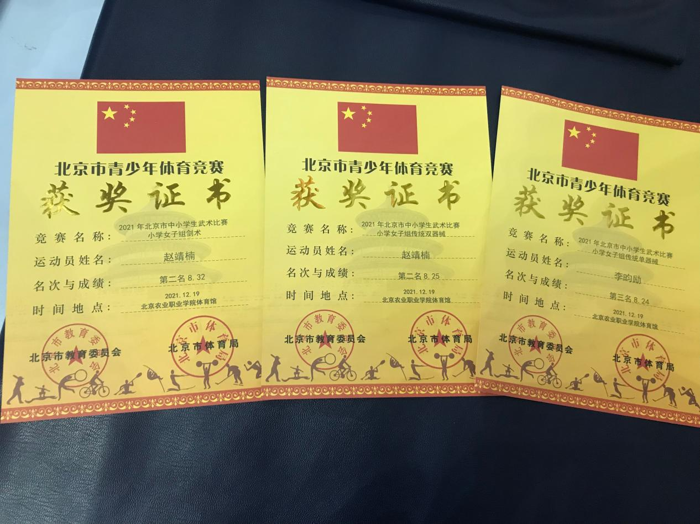 北京市青少年体育竞赛
获奖证书
竞赛名称：
2021年北京市中小学生武术比赛
小学女子组剑术
运动员姓名：赵靖楠
名次与成绩：第二名8.32
时间地点：
2021.12.19
北京农业职业学院体育馆
北京市教育委员会
北京市体育局
北京市青少年体育竞赛
获奖证书
竞赛名称：
2021年北京市中小学生武术比赛
小学女子组传统双器械
运动员姓名：赵靖楠
名次与成绩：第二名8.25
时间地点：
2021.12.19
北京农业职业学院体育馆
北京市教育委员会
北京市体育局
北京市青少年体育竞赛
获奖证书
竞赛名称：
2021年北京市中小学生武术比赛
小学女子组传统单器械
运动员姓名：李昀励
名次与成绩：第三名8.24
时间地点：
2021.12.19
北京农业职业学院体育馆
北京市教育委员会
北京市体育局